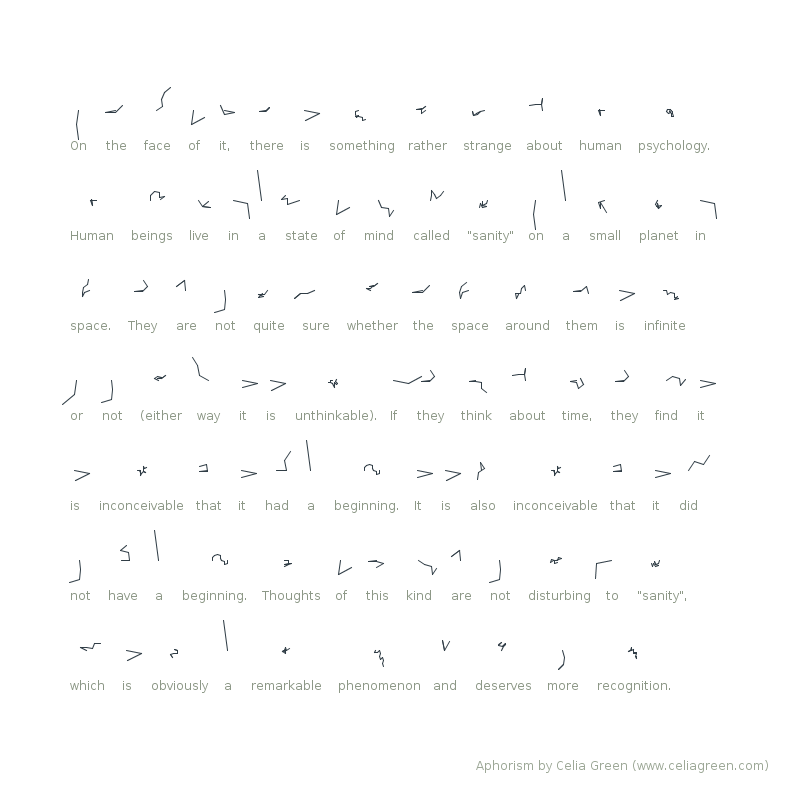 On the face of it, there is something rather strange about human psychology.
Human beings live in a state of mind called "sanity" on a small planet in
space. They are not quite sure whether the space around them is infinite
or not (either way it is unthinkable). If they think about time, they find it
is inconceivable that it had a beginning. It is also inconceivable that it did
not have a beginning. Thoughts of this kind are not disturbing to "sanity",
which is obviously a remarkable phenomenon and deserves more recognition.
Aphorism by Celia Green (www.celiagreen.com)